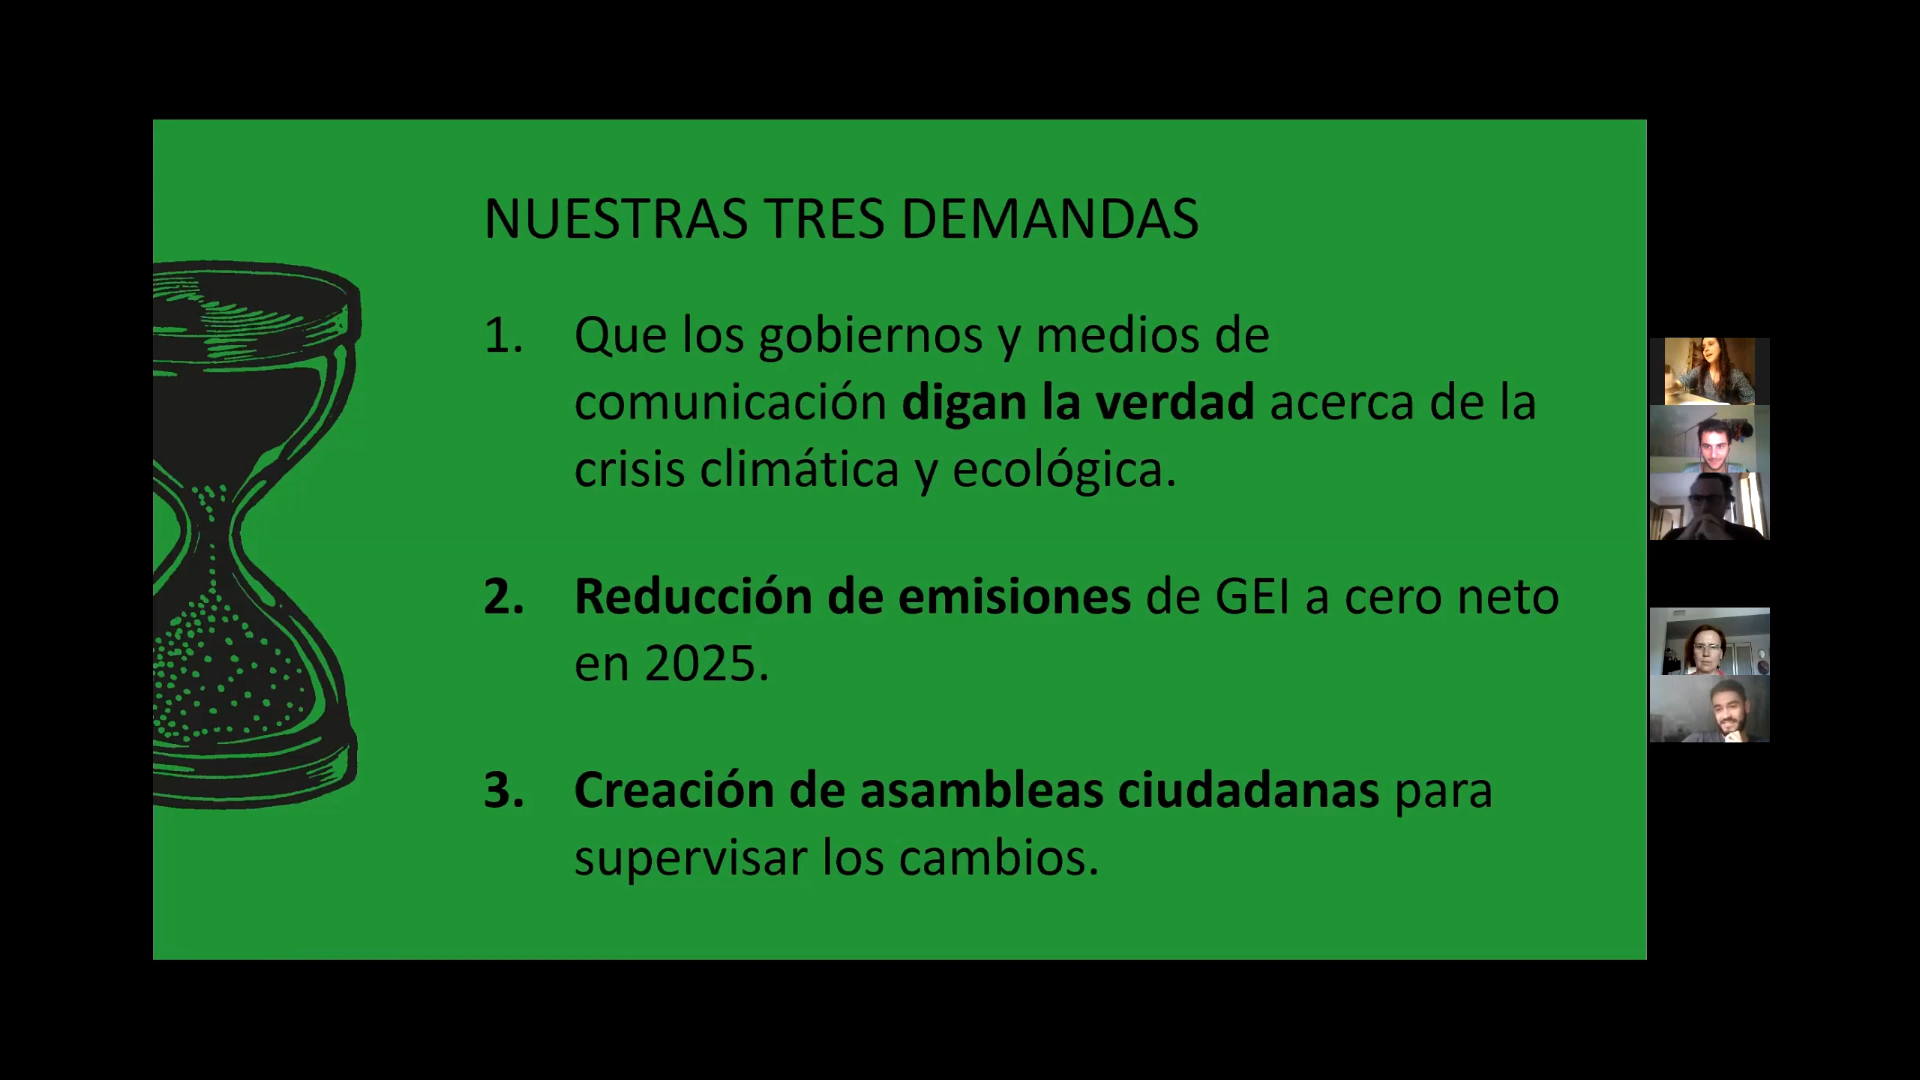 NUESTRAS TRES DEMANDAS
1. Que los gobiernos y medios de
comunicación digan la verdad acerca de la
crisis climática y ecológica.
2. Reducción de emisiones de GEI a cero neto
en 2025.
3. Creación de asambleas ciudadanas para
supervisar los cambios.